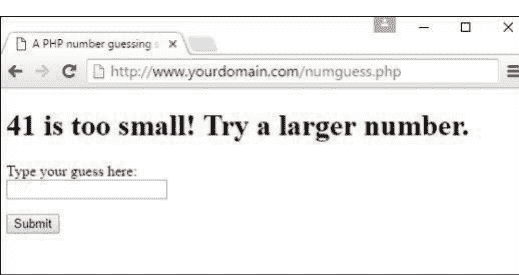 A PHP number guessing s
http://www.yourdomain.com/numguess.php
41 is too small! Try a larger number.
Type your guess here:
Submit